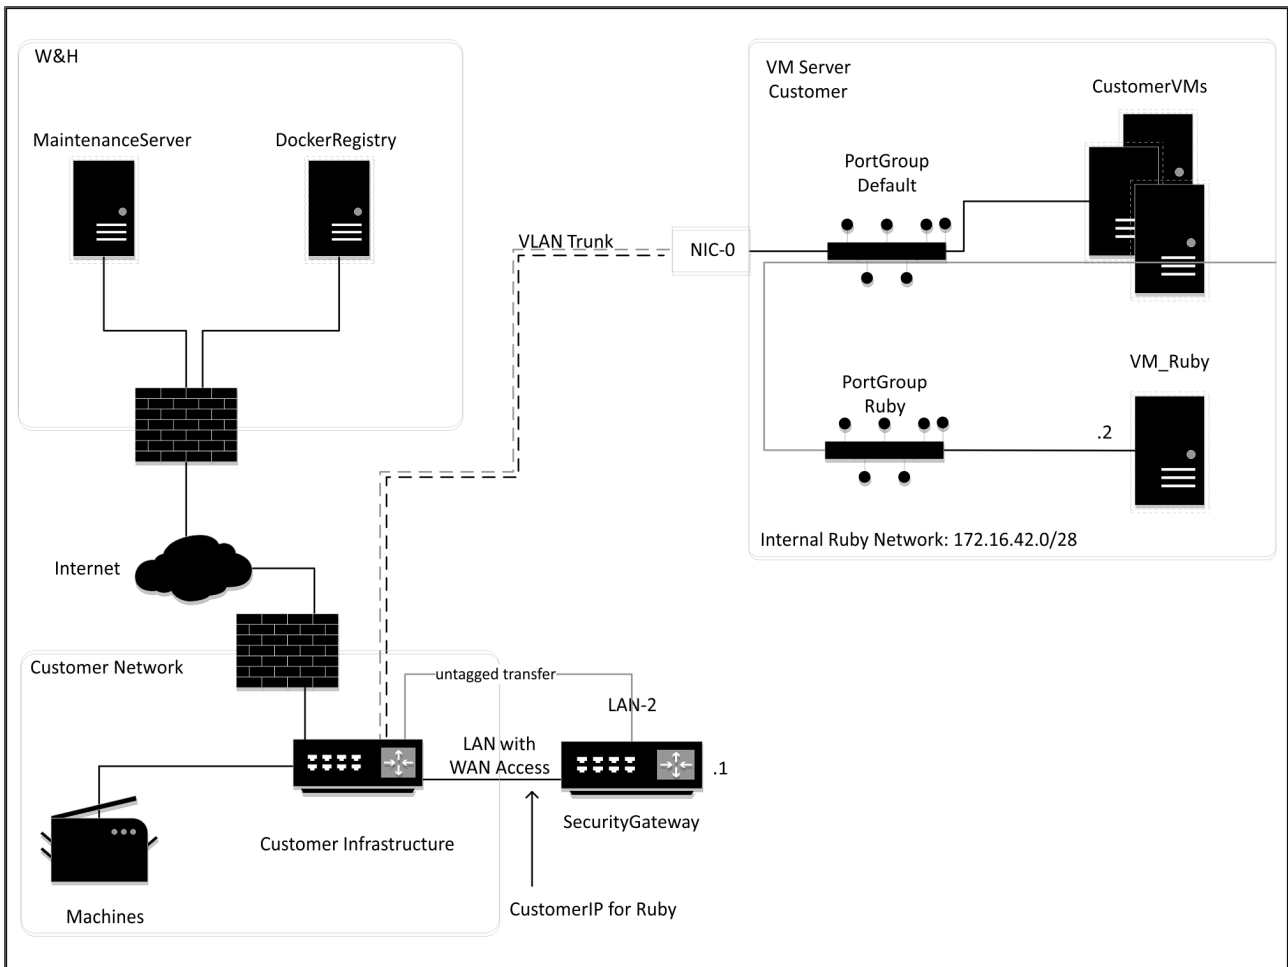 W&H
MaintenanceServer
DockerRegistry
VM Server
Customer
CustomerVMs
PortGroup
Default
VLAN Trunk
NIC-0
VM_Ruby
PortGroup
Ruby
.2
Internal Ruby Network: 172.16.42.0/28
Internet
Customer Network
untagged transfer
LAN-2
LAN with
WAN Access
.1
SecurityGateway
Customer Infrastructure
CustomerIP for Ruby
Machines